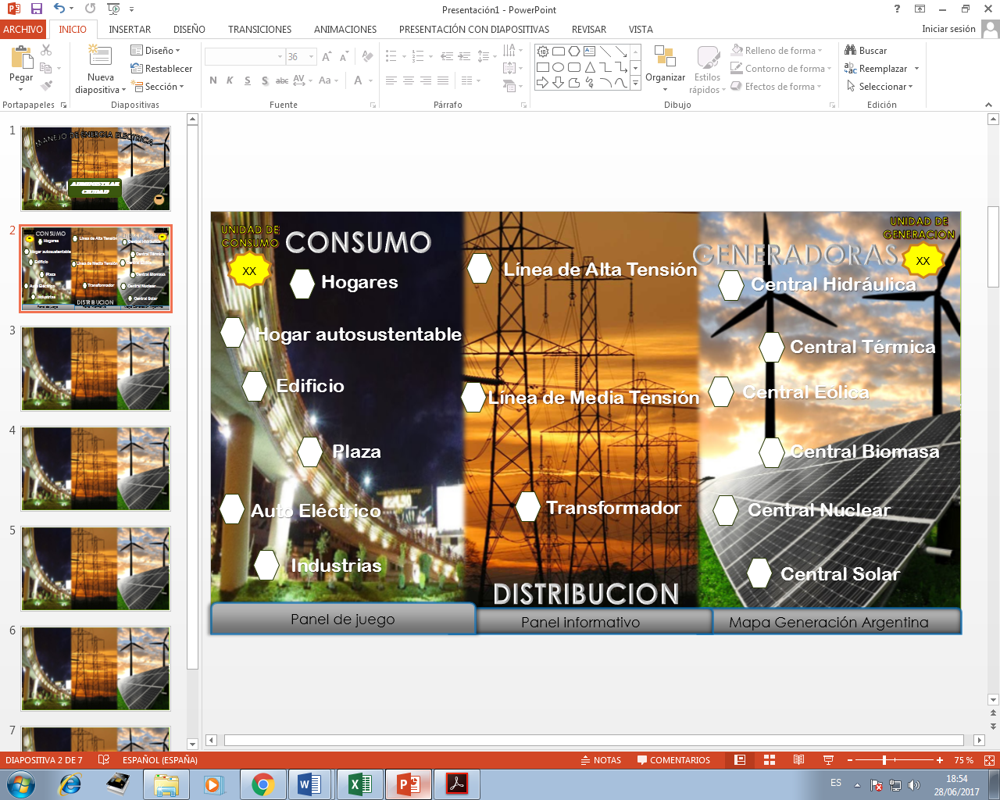 Presentación1 - PowerPoint
ARCHIVO INICIO INSERTAR DISEÑO TRANSICIONES ANIMACIONES PRESENTACIÓN CON DIAPOSITIVAS REVISAR VISTA Iniciar sesión
Pegar
Nueva diapositiva
Diseño
Restablecer
Sección
36
N K S S abc AV Aa A
Organizar
Estilos rápidos
Relleno de forma
Contorno de forma
Efectos de forma
Buscar
Reemplazar
Seleccionar
Portapapeles Diapositivas Fuente Párrafo Dibujo Edición
1
MANEJO DE ENERGIA ELECTRICA
ADMINISTRAR
CIUDAD
2
3
4
5
6
7
UNIDAD DE
CONSUMO
XX
CONSUMO
Hogares
Hogar autosustentable
Edificio
Plaza
Auto Eléctrico
Industrias
Línea de Alta Tensión
Línea de Media Tensión
Transformador
DISTRIBUCION
UNIDAD DE
GENERACION
XX
GENERADORAS
Central Hidráulica
Central Térmica
Central Eólica
Central Biomasa
Central Nuclear
Central Solar
Panel de juego
Panel informativo
Mapa Generación Argentina
DIAPOSITIVA 2 DE 7 ESPAÑOL (ESPAÑA) NOTAS COMENTARIOS 75 %
ES
18:54
28/06/2017